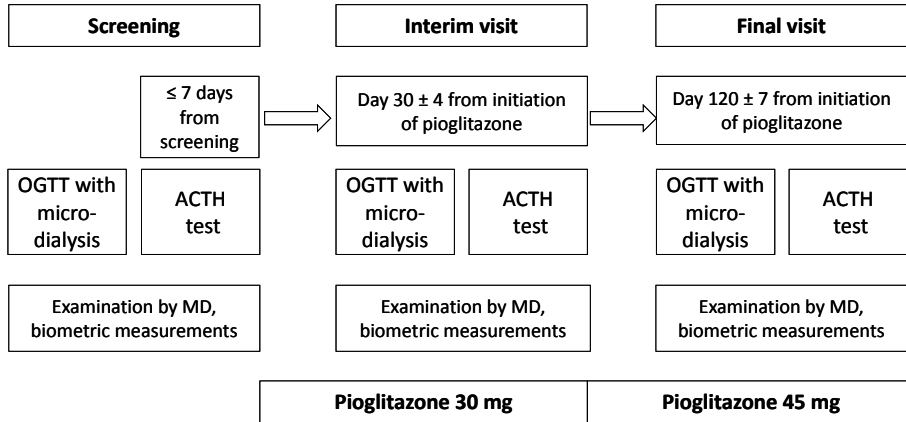 Screening
Interim visit
Final visit
≤ 7 days
from
screening
Day 30 ± 4 from initiation
of pioglitazone
Day 120 ± 7 from initiation
of pioglitazone
OGTT with
micro-
dialysis
ACTH
test
OGTT with
micro-
dialysis
ACTH
test
OGTT with
micro-
dialysis
ACTH
test
Examination by MD,
biometric measurements
Examination by MD,
biometric measurements
Examination by MD,
biometric measurements
Pioglitazone 30 mg
Pioglitazone 45 mg